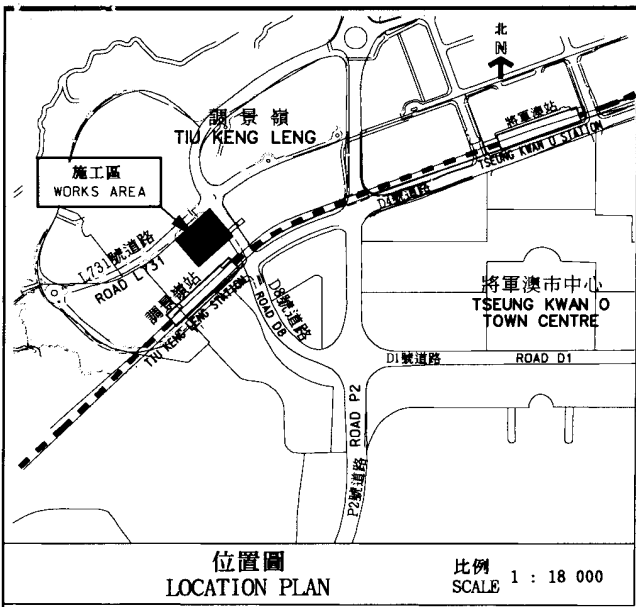 北
N
調景嶺
TIU KENG LENG
將軍澳站
TSEUNG KWAN O STATION
施工區
WORKS AREA
D4號道路
L731號道路
ROAD L731
調景嶺站
TIU KENG LENG STATION
D8號道路
ROAD D8
將軍澳市中心
TSEUNG KWAN O
TOWN CENTRE
D1號道路 ROAD D1
P2號道路 ROAD P2
位置圖
LOCATION PLAN
比例
SCALE 1 : 18 000